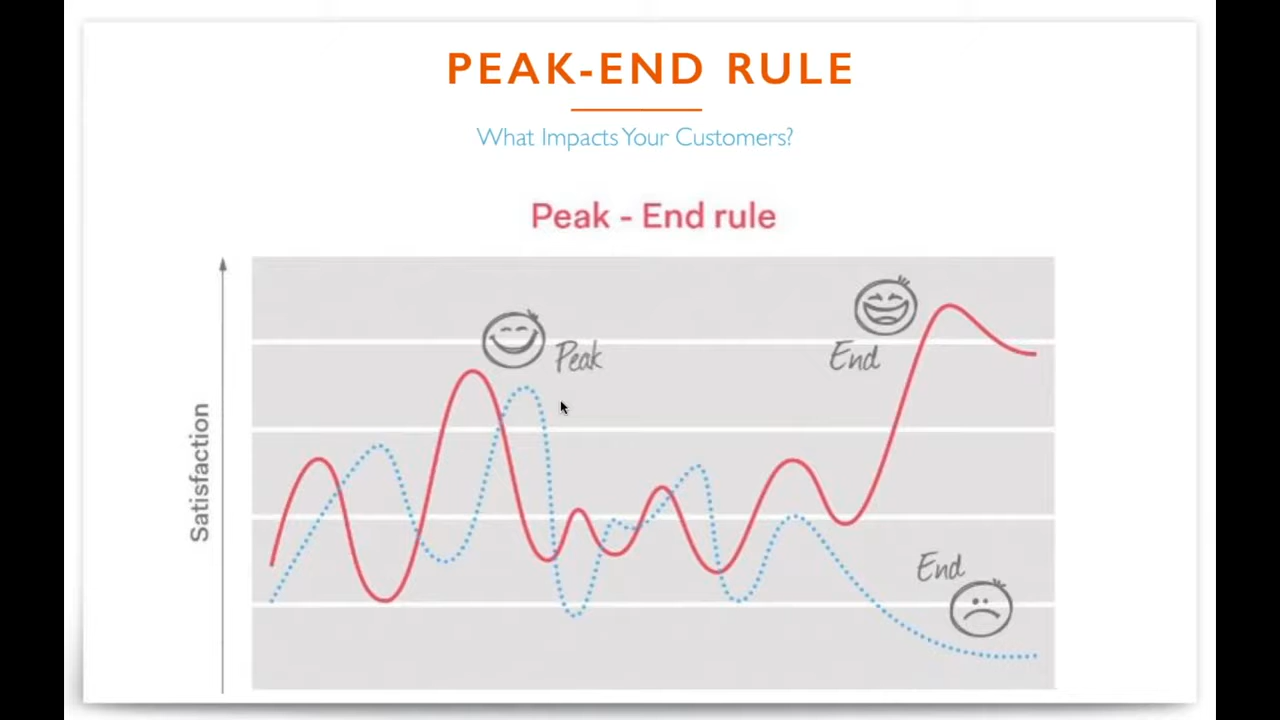 PEAK-END RULE
What Impacts Your Customers?
Peak - End rule
Satisfaction
Peak
End
End